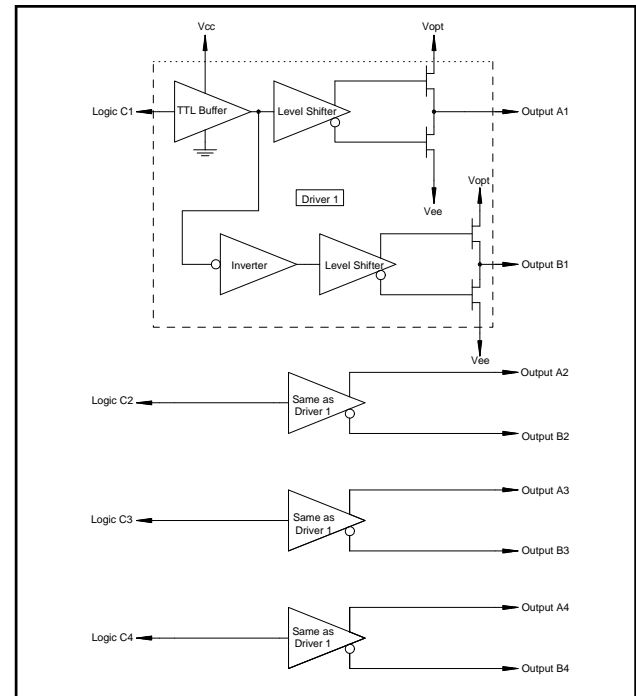 Vcc
Vopt
Logic C1
TTL Buffer
Level Shifter
Output A1
Driver 1
Vee
Vopt
Inverter
Level Shifter
Output B1
Vee
Output A2
Logic C2
Same as
Driver 1
Output B2
Output A3
Logic C3
Same as
Driver 1
Output B3
Output A4
Logic C4
Same as
Driver 1
Output B4